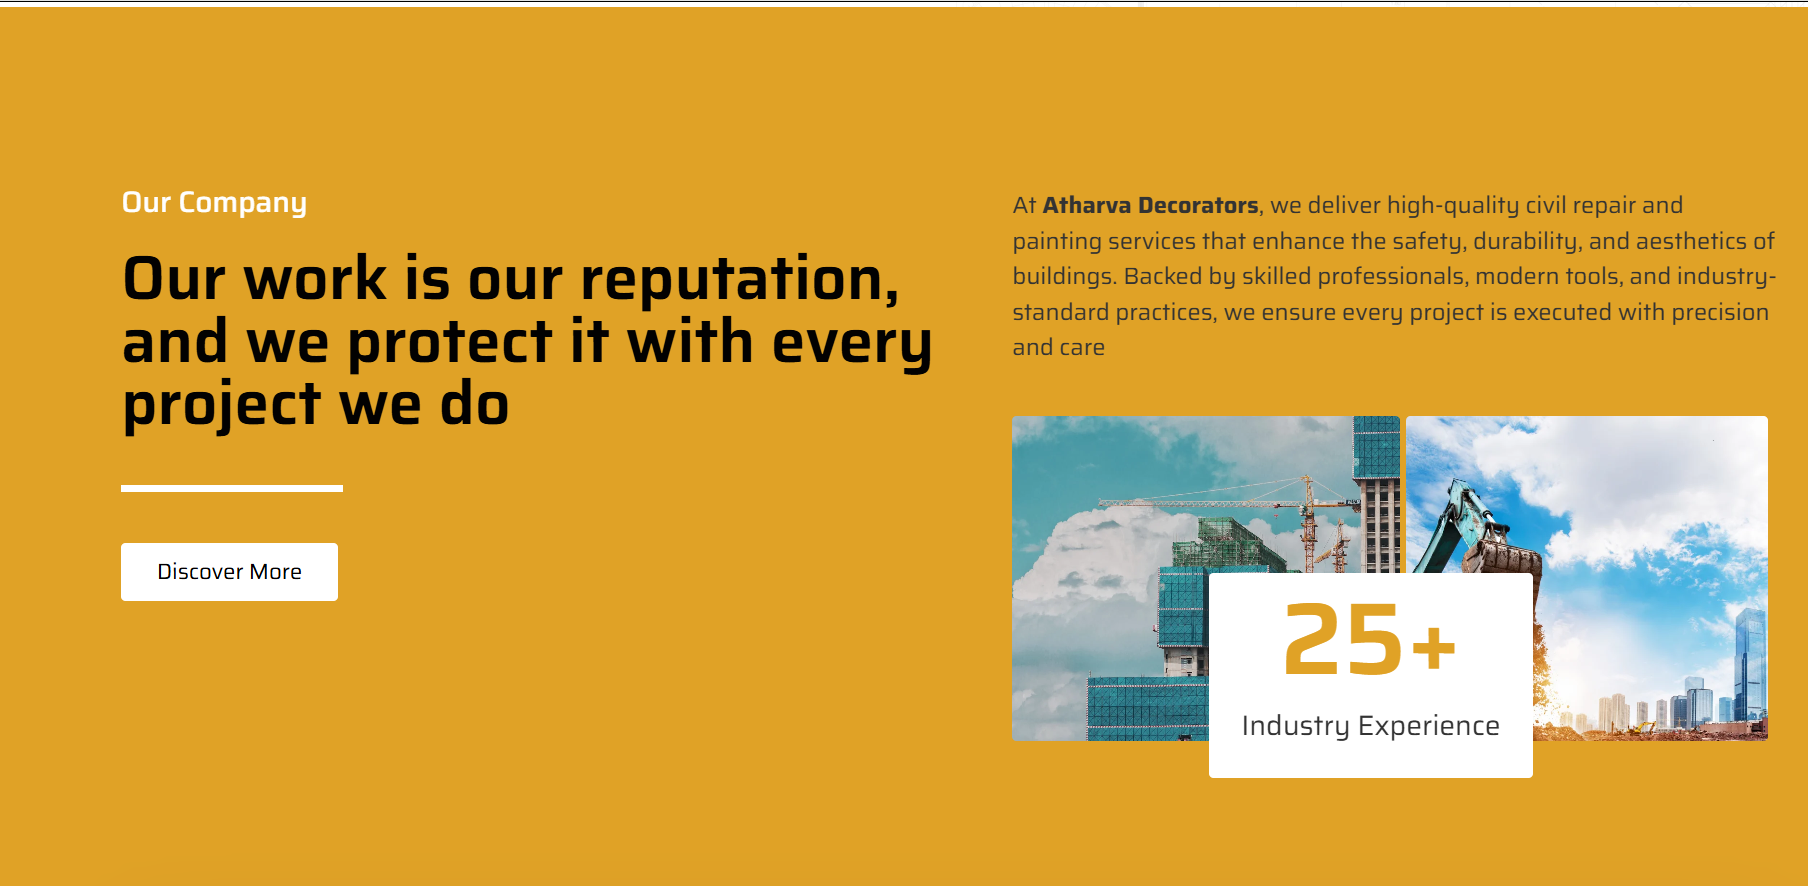 Our Company
Our work is our reputation,
and we protect it with every
project we do
Discover More
At Atharva Decorators, we deliver high-quality civil repair and
painting services that enhance the safety, durability, and aesthetics of
buildings. Backed by skilled professionals, modern tools, and industry-
standard practices, we ensure every project is executed with precision
and care
25+
Industry Experience